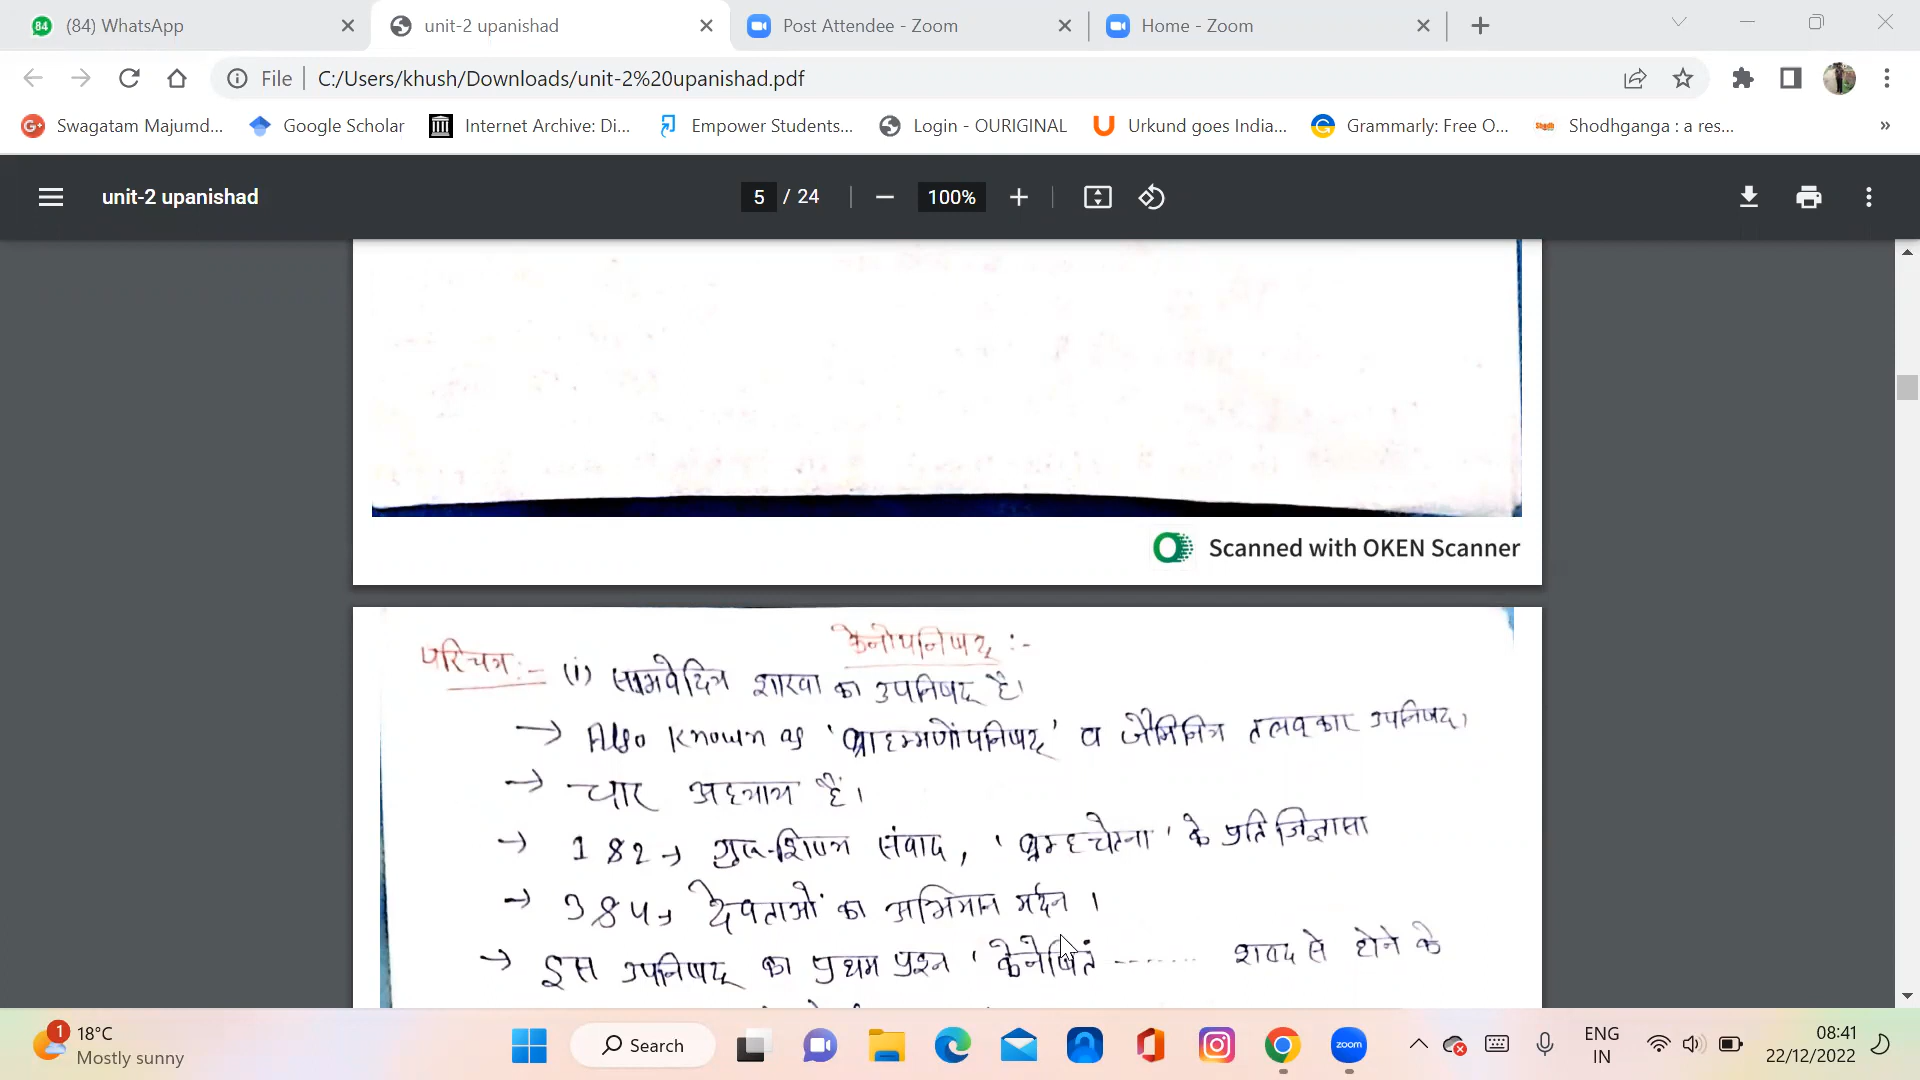 (84) WhatsApp
unit-2 upanishad
Post Attendee - Zoom
Home - Zoom
File
C:/Users/khush/Downloads/unit-2%20upanishad.pdf
Swagatam Majumd...
Google Scholar
Internet Archive: Di...
Empower Students...
Login - OURIGINAL
Urkund goes India...
Grammarly: Free O...
Shodhganga : a res...
»
unit-2 upanishad
5 / 24
100%
Scanned with OKEN Scanner
केनोपनिषद् :-
परिचय :- (i) सामवेदिय शाखा का उपनिषद् है।
→ Also known as 'ब्राह्मणोंपनिषद्' व जैमिनिय तलवकार उपनिषद्।
→ चार अध्याय हैं।
→ 1 & 2 → गुरु-शिष्य संवाद, 'ब्रम्हचेतना' के प्रति जिज्ञासा
→ 3 & 4 → देवताओं का अभिमान मर्दन ।
→ इस उपनिषद् का प्रथम प्रश्न 'केनेषितं ....... शब्द से होने के
1
18°C
Mostly sunny
Search
zoom
ENG
IN
08:41
22/12/2022